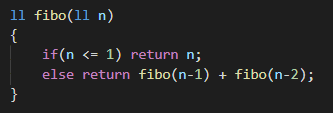 ll fibo(ll n)
{
    if(n <= 1) return n;
    else return fibo(n-1) + fibo(n-2);
}